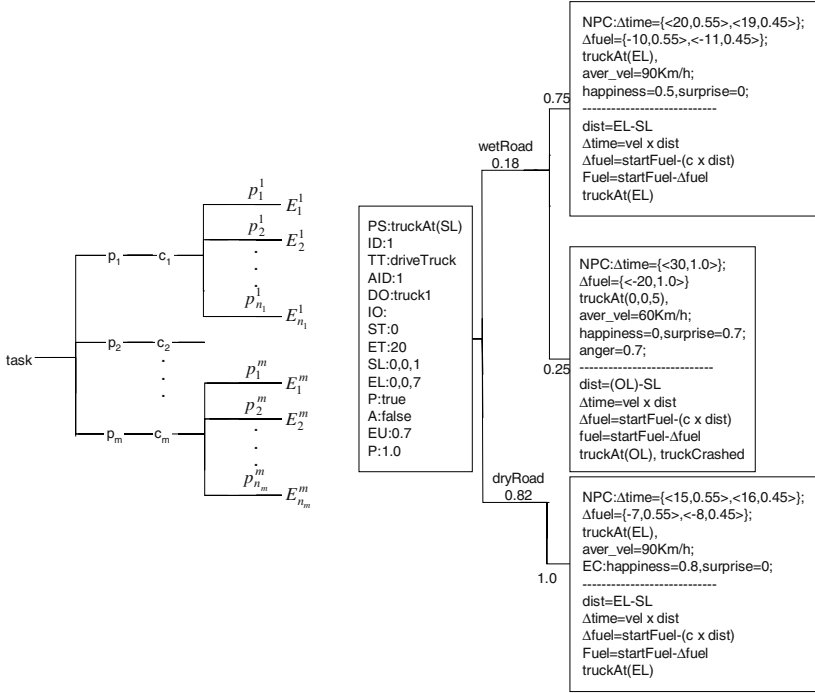 task
p₁ c₁
p¹₁ E¹₁
p¹₂ E¹₂
.
.
.
p¹ₙ₁ E¹ₙ₁
p₂ c₂
.
.
.
pₘ cₘ
pᵐ₁ Eᵐ₁
pᵐ₂ Eᵐ₂
.
.
.
pᵐₙₘ Eᵐₙₘ
PS:truckAt(SL)
ID:1
TT:driveTruck
AID:1
DO:truck1
IO:
ST:0
ET:20
SL:0,0,1
EL:0,0,7
P:true
A:false
EU:0.7
P:1.0
wetRoad
0.18
0.75
NPC:Δtime={<20,0.55>,<19,0.45>};
Δfuel={-10,0.55>,<-11,0.45>};
truckAt(EL),
aver_vel=90Km/h;
happiness=0.5,surprise=0;
----------------------------
dist=EL-SL
Δtime=vel x dist
Δfuel=startFuel-(c x dist)
Fuel=startFuel-Δfuel
truckAt(EL)
0.25
NPC:Δtime={<30,1.0>};
Δfuel={<-20,1.0>}
truckAt(0,0,5),
aver_vel=60Km/h;
happiness=0,surprise=0.7;
anger=0.7;
----------------------------
dist=(OL)-SL
Δtime=vel x dist
Δfuel=startFuel-(c x dist)
fuel=startFuel-Δfuel
truckAt(OL), truckCrashed
dryRoad
0.82
1.0
NPC:Δtime={<15,0.55>,<16,0.45>};
Δfuel={-7,0.55>,<-8,0.45>};
truckAt(EL),
aver_vel=90Km/h;
EC:happiness=0.8,surprise=0;
----------------------------
dist=EL-SL
Δtime=vel x dist
Δfuel=startFuel-(c x dist)
Fuel=startFuel-Δfuel
truckAt(EL)